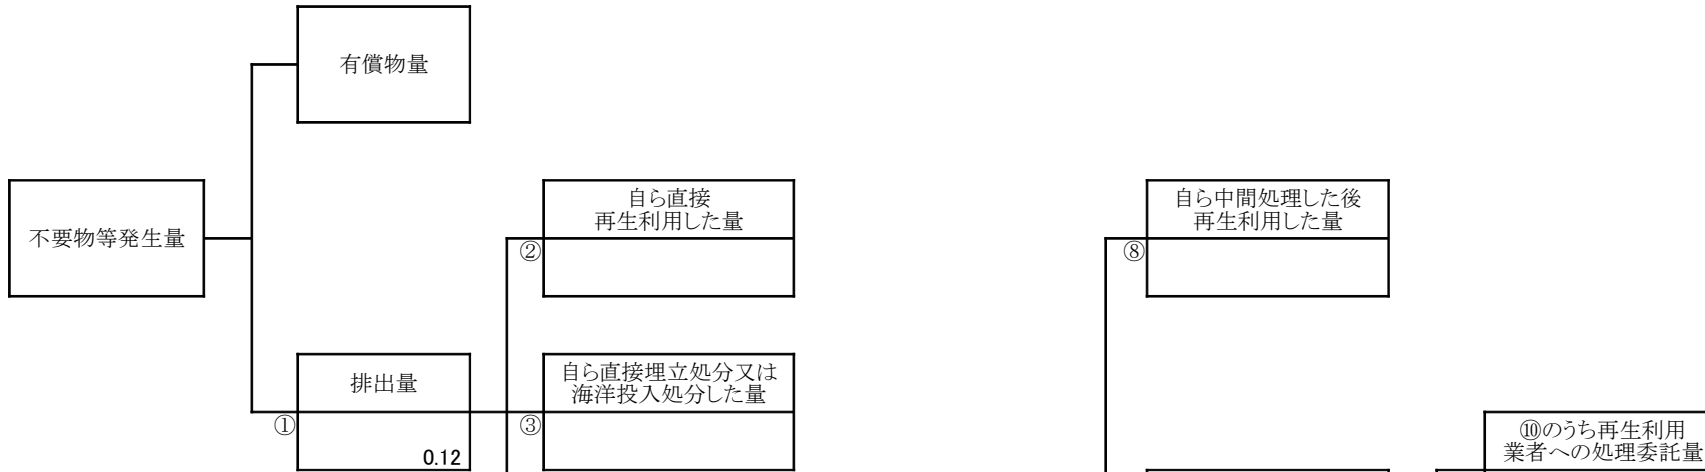 有償物量
不要物等発生量
自ら直接
再生利用した量
②
自ら中間処理した後
再生利用した量
⑧
排出量
①
0.12
自ら直接埋立処分又は
海洋投入処分した量
③
⑩のうち再生利用
業者への処理委託量